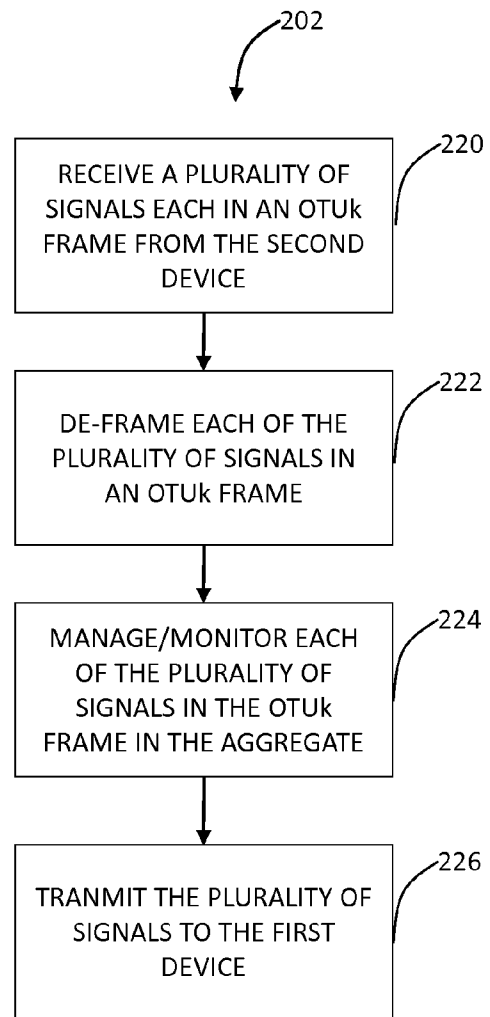 202
220
RECEIVE A PLURALITY OF
SIGNALS EACH IN AN OTUk
FRAME FROM THE SECOND
DEVICE
222
DE-FRAME EACH OF THE
PLURALITY OF SIGNALS IN
AN OTUk FRAME
224
MANAGE/MONITOR EACH
OF THE PLURALITY OF
SIGNALS IN THE OTUk
FRAME IN THE AGGREGATE
226
TRANMIT THE PLURALITY OF
SIGNALS TO THE FIRST
DEVICE